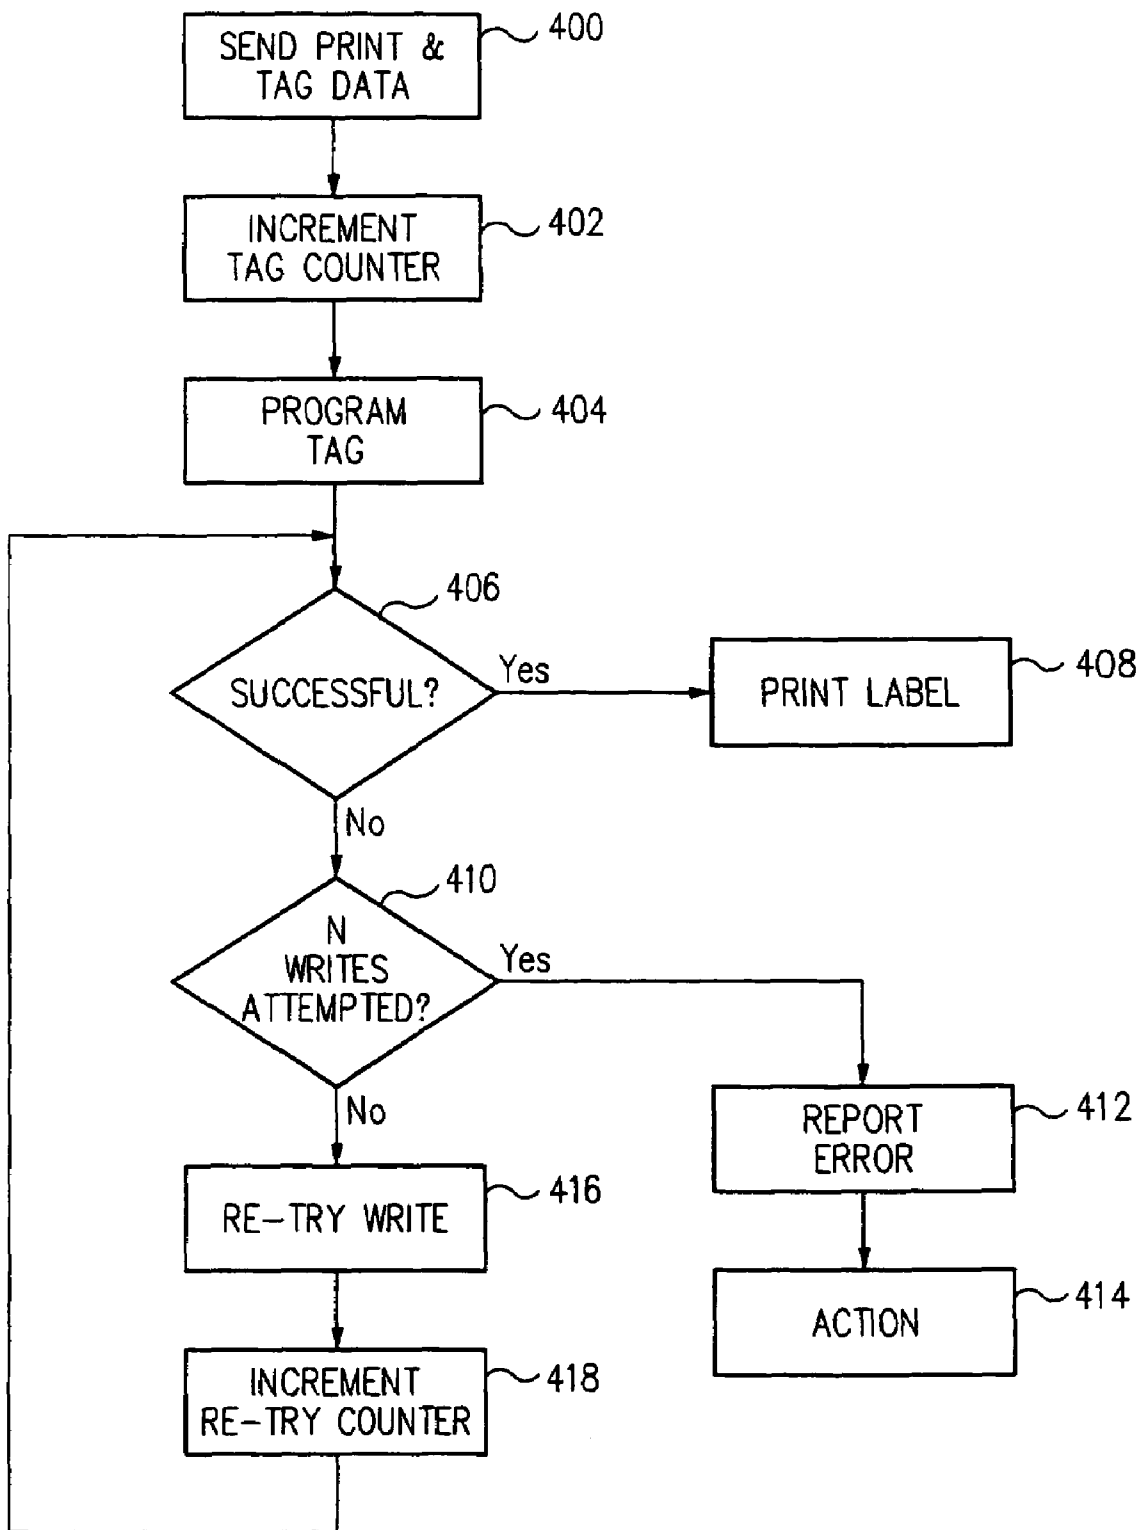 SEND PRINT &
TAG DATA
400
INCREMENT
TAG COUNTER
402
PROGRAM
TAG
404
406
SUCCESSFUL?
Yes
PRINT LABEL
408
No
410
N
WRITES
ATTEMPTED?
Yes
No
REPORT
ERROR
412
RE-TRY WRITE
416
ACTION
414
INCREMENT
RE-TRY COUNTER
418